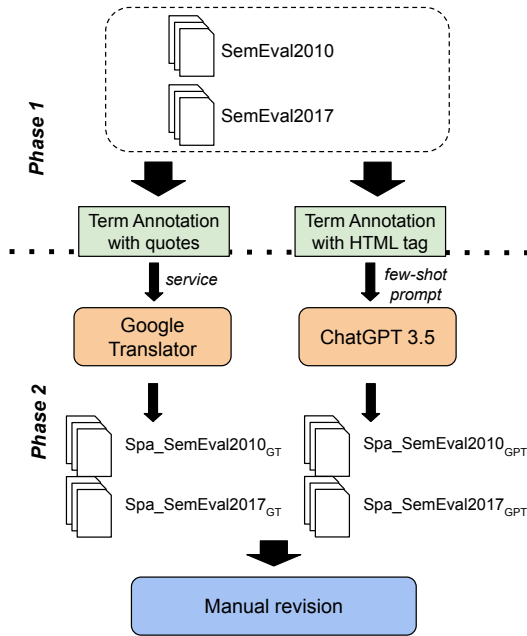 SemEval2010
SemEval2017
Phase 1
Term Annotation
with quotes
Term Annotation
with HTML tag
service
few-shot
prompt
Google
Translator
ChatGPT 3.5
Phase 2
Spa_SemEval2010GT
Spa_SemEval2010GPT
Spa_SemEval2017GT
Spa_SemEval2017GPT
Manual revision